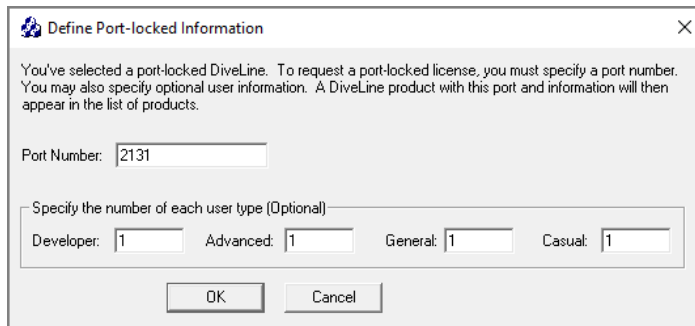 Define Port-locked Information
You've selected a port-locked DiveLine.  To request a port-locked license, you must specify a port number.
You may also specify optional user information.  A DiveLine product with this port and information will then
appear in the list of products.
Port Number: 2131
Specify the number of each user type (Optional)
Developer: 1 Advanced: 1 General: 1 Casual: 1
OK Cancel